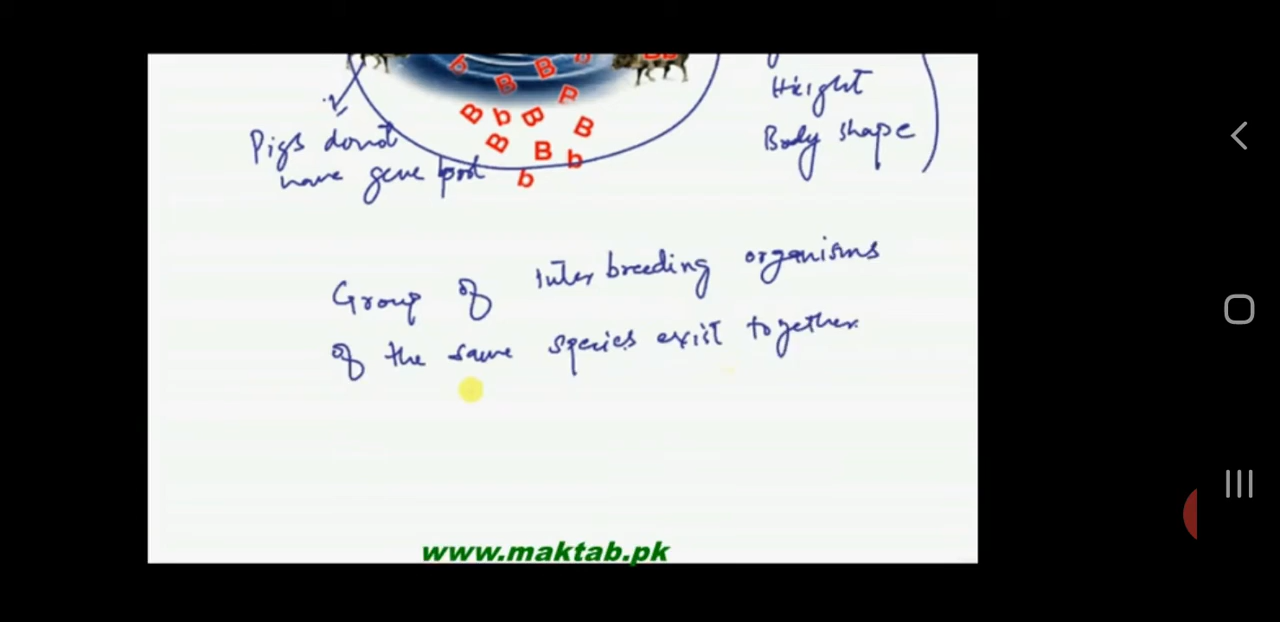 b B B
Height
B b B B B
Body shape
B B b
Pigs donot
have gene pool
b
Group of Inter breeding organisms
of the same species exist together.
www.maktab.pk